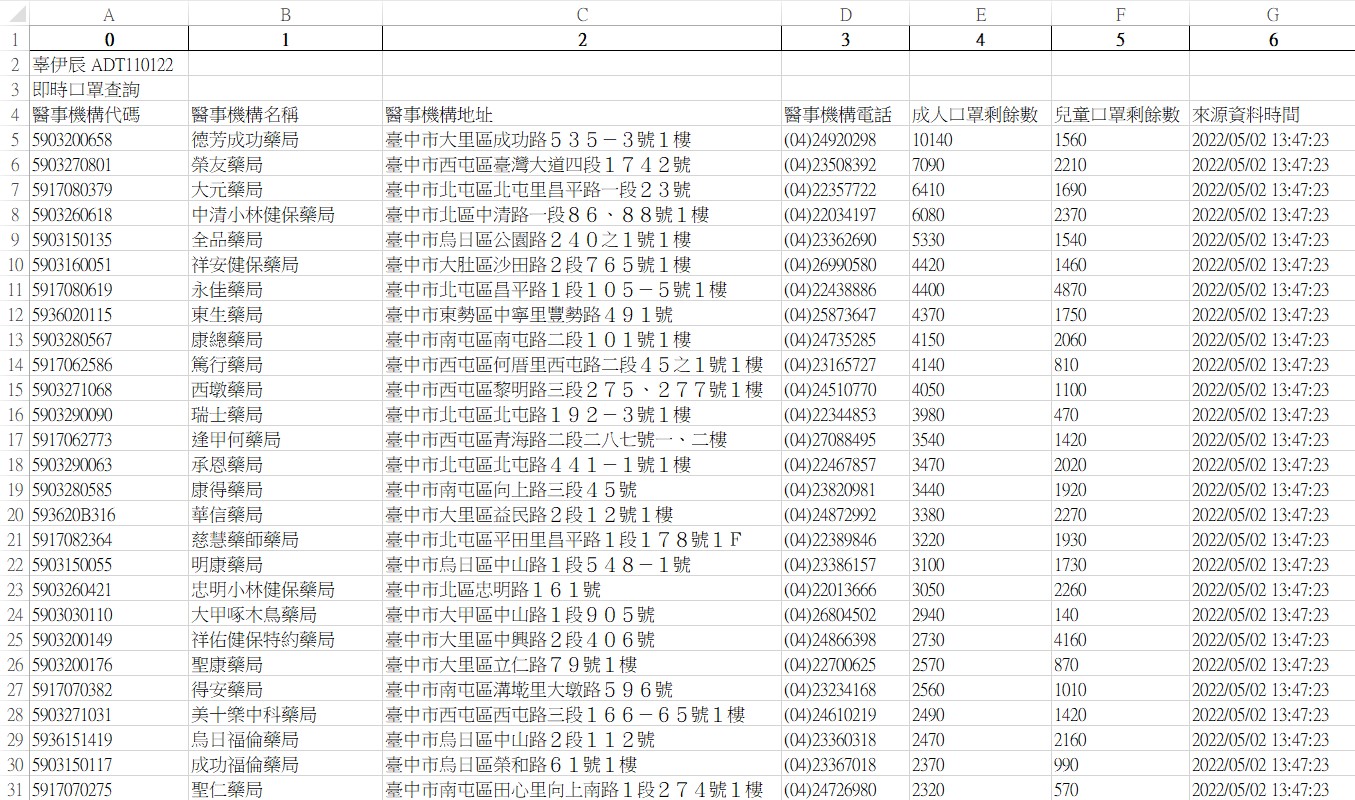 A B C D E F G
1 0 1 2 3 4 5 6
2 辜伊辰 ADT110122
3 即時口罩查詢
4 醫事機構代碼 醫事機構名稱 醫事機構地址 醫事機構電話 成人口罩剩餘數 兒童口罩剩餘數 來源資料時間
5 5903200658 德芳成功藥局 臺中市大里區成功路５３５－３號１樓 (04)24920298 10140 1560 2022/05/02 13:47:23
6 5903270801 榮友藥局 臺中市西屯區臺灣大道四段１７４２號 (04)23508392 7090 2210 2022/05/02 13:47:23
7 5917080379 大元藥局 臺中市北屯區北屯里昌平路一段２３號 (04)22357722 6410 1690 2022/05/02 13:47:23
8 5903260618 中清小林健保藥局 臺中市北區中清路一段８６、８８號１樓 (04)22034197 6080 2370 2022/05/02 13:47:23
9 5903150135 全品藥局 臺中市烏日區公園路２４０之１號１樓 (04)23362690 5330 1540 2022/05/02 13:47:23
10 5903160051 祥安健保藥局 臺中市大肚區沙田路２段７６５號１樓 (04)26990580 4420 1460 2022/05/02 13:47:23
11 5917080619 永佳藥局 臺中市北屯區昌平路１段１０５－５號１樓 (04)22438886 4400 4870 2022/05/02 13:47:23
12 5936020115 東生藥局 臺中市東勢區中寧里豐勢路４９１號 (04)25873647 4370 1750 2022/05/02 13:47:23
13 5903280567 康總藥局 臺中市南屯區南屯路二段１０１號１樓 (04)24735285 4150 2060 2022/05/02 13:47:23
14 5917062586 篤行藥局 臺中市西屯區何厝里西屯路二段４５之１號１樓 (04)23165727 4140 810 2022/05/02 13:47:23
15 5903271068 西墩藥局 臺中市西屯區黎明路三段２７５、２７７號１樓 (04)24510770 4050 1100 2022/05/02 13:47:23
16 5903290090 瑞士藥局 臺中市北屯區北屯路１９２－３號１樓 (04)22344853 3980 470 2022/05/02 13:47:23
17 5917062773 逢甲何藥局 臺中市西屯區青海路二段二八七號一、二樓 (04)27088495 3540 1420 2022/05/02 13:47:23
18 5903290063 承恩藥局 臺中市北屯區北屯路４４１－１號１樓 (04)22467857 3470 2020 2022/05/02 13:47:23
19 5903280585 康得藥局 臺中市南屯區向上路三段４５號 (04)23820981 3440 1920 2022/05/02 13:47:23
20 593620B316 華信藥局 臺中市大里區益民路２段１２號１樓 (04)24872992 3380 2270 2022/05/02 13:47:23
21 5917082364 慈慧藥師藥局 臺中市北屯區平田里昌平路１段１７８號１Ｆ (04)22389846 3220 1930 2022/05/02 13:47:23
22 5903150055 明康藥局 臺中市烏日區中山路１段５４８－１號 (04)23386157 3100 1730 2022/05/02 13:47:23
23 5903260421 忠明小林健保藥局 臺中市北區忠明路１６１號 (04)22013666 3050 2260 2022/05/02 13:47:23
24 5903030110 大甲啄木鳥藥局 臺中市大甲區中山路１段９０５號 (04)26804502 2940 140 2022/05/02 13:47:23
25 5903200149 祥佑健保特約藥局 臺中市大里區中興路２段４０６號 (04)24866398 2730 4160 2022/05/02 13:47:23
26 5903200176 聖康藥局 臺中市大里區立仁路７９號１樓 (04)22700625 2570 870 2022/05/02 13:47:23
27 5917070382 得安藥局 臺中市南屯區溝墘里大墩路５９６號 (04)23234168 2560 1010 2022/05/02 13:47:23
28 5903271031 美十樂中科藥局 臺中市西屯區西屯路三段１６６－６５號１樓 (04)24610219 2490 1420 2022/05/02 13:47:23
29 5936151419 烏日福倫藥局 臺中市烏日區中山路２段１１２號 (04)23360318 2470 2160 2022/05/02 13:47:23
30 5903150117 成功福倫藥局 臺中市烏日區榮和路６１號１樓 (04)23367018 2370 990 2022/05/02 13:47:23
31 5917070275 聖仁藥局 臺中市南屯區田心里向上南路１段２７４號１樓 (04)24726980 2320 570 2022/05/02 13:47:23